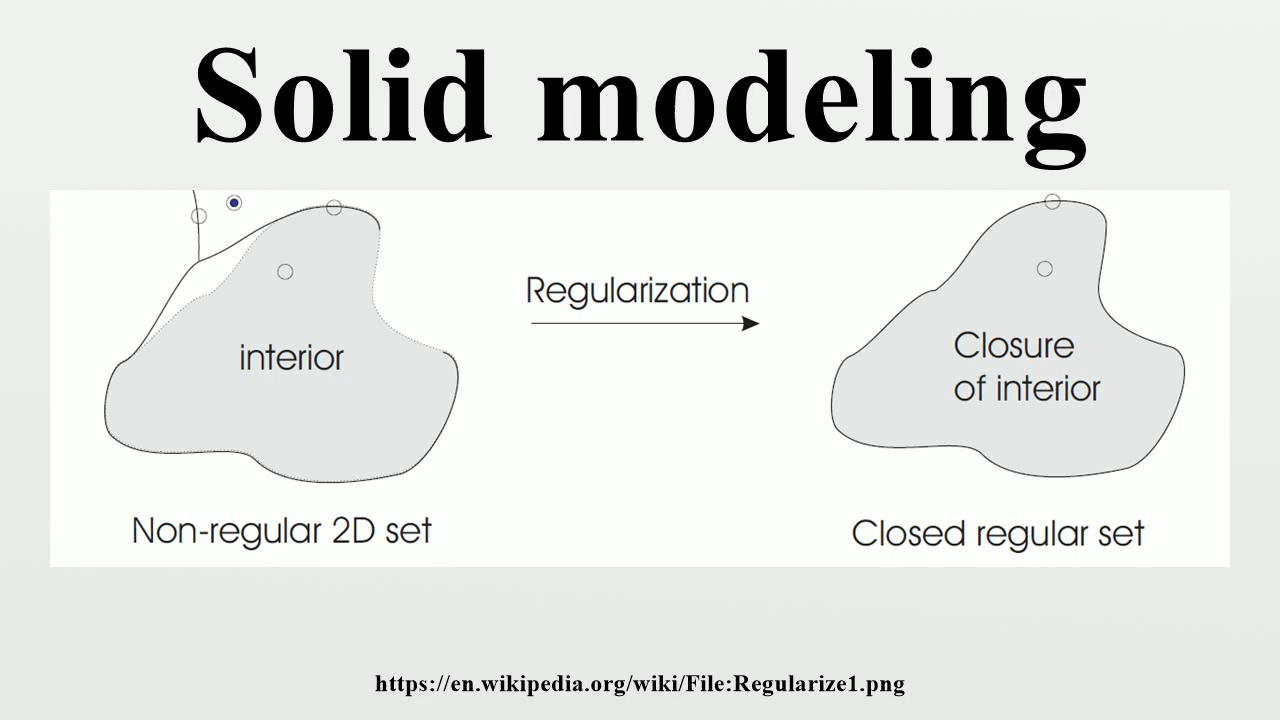 Solid modeling
Regularization
interior
Closure
of interior
Non-regular 2D set
Closed regular set
https://en.wikipedia.org/wiki/File:Regularize1.png